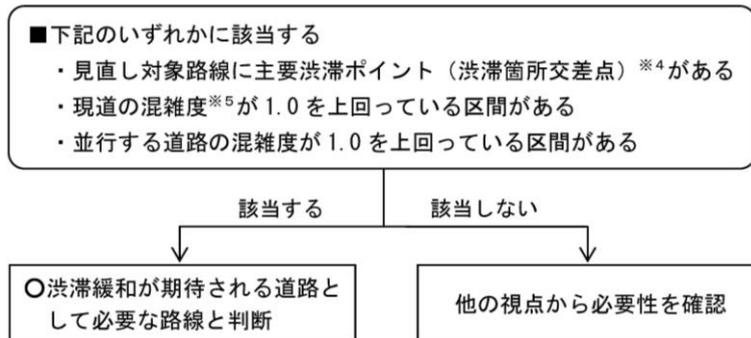 ■下記のいずれかに該当する
・見直し対象路線に主要渋滞ポイント（渋滞箇所交差点）※4がある
・現道の混雑度※5が1.0を上回っている区間がある
・並行する道路の混雑度が1.0を上回っている区間がある
該当する
該当しない
〇渋滞緩和が期待される道路と
して必要な路線と判断
他の視点から必要性を確認